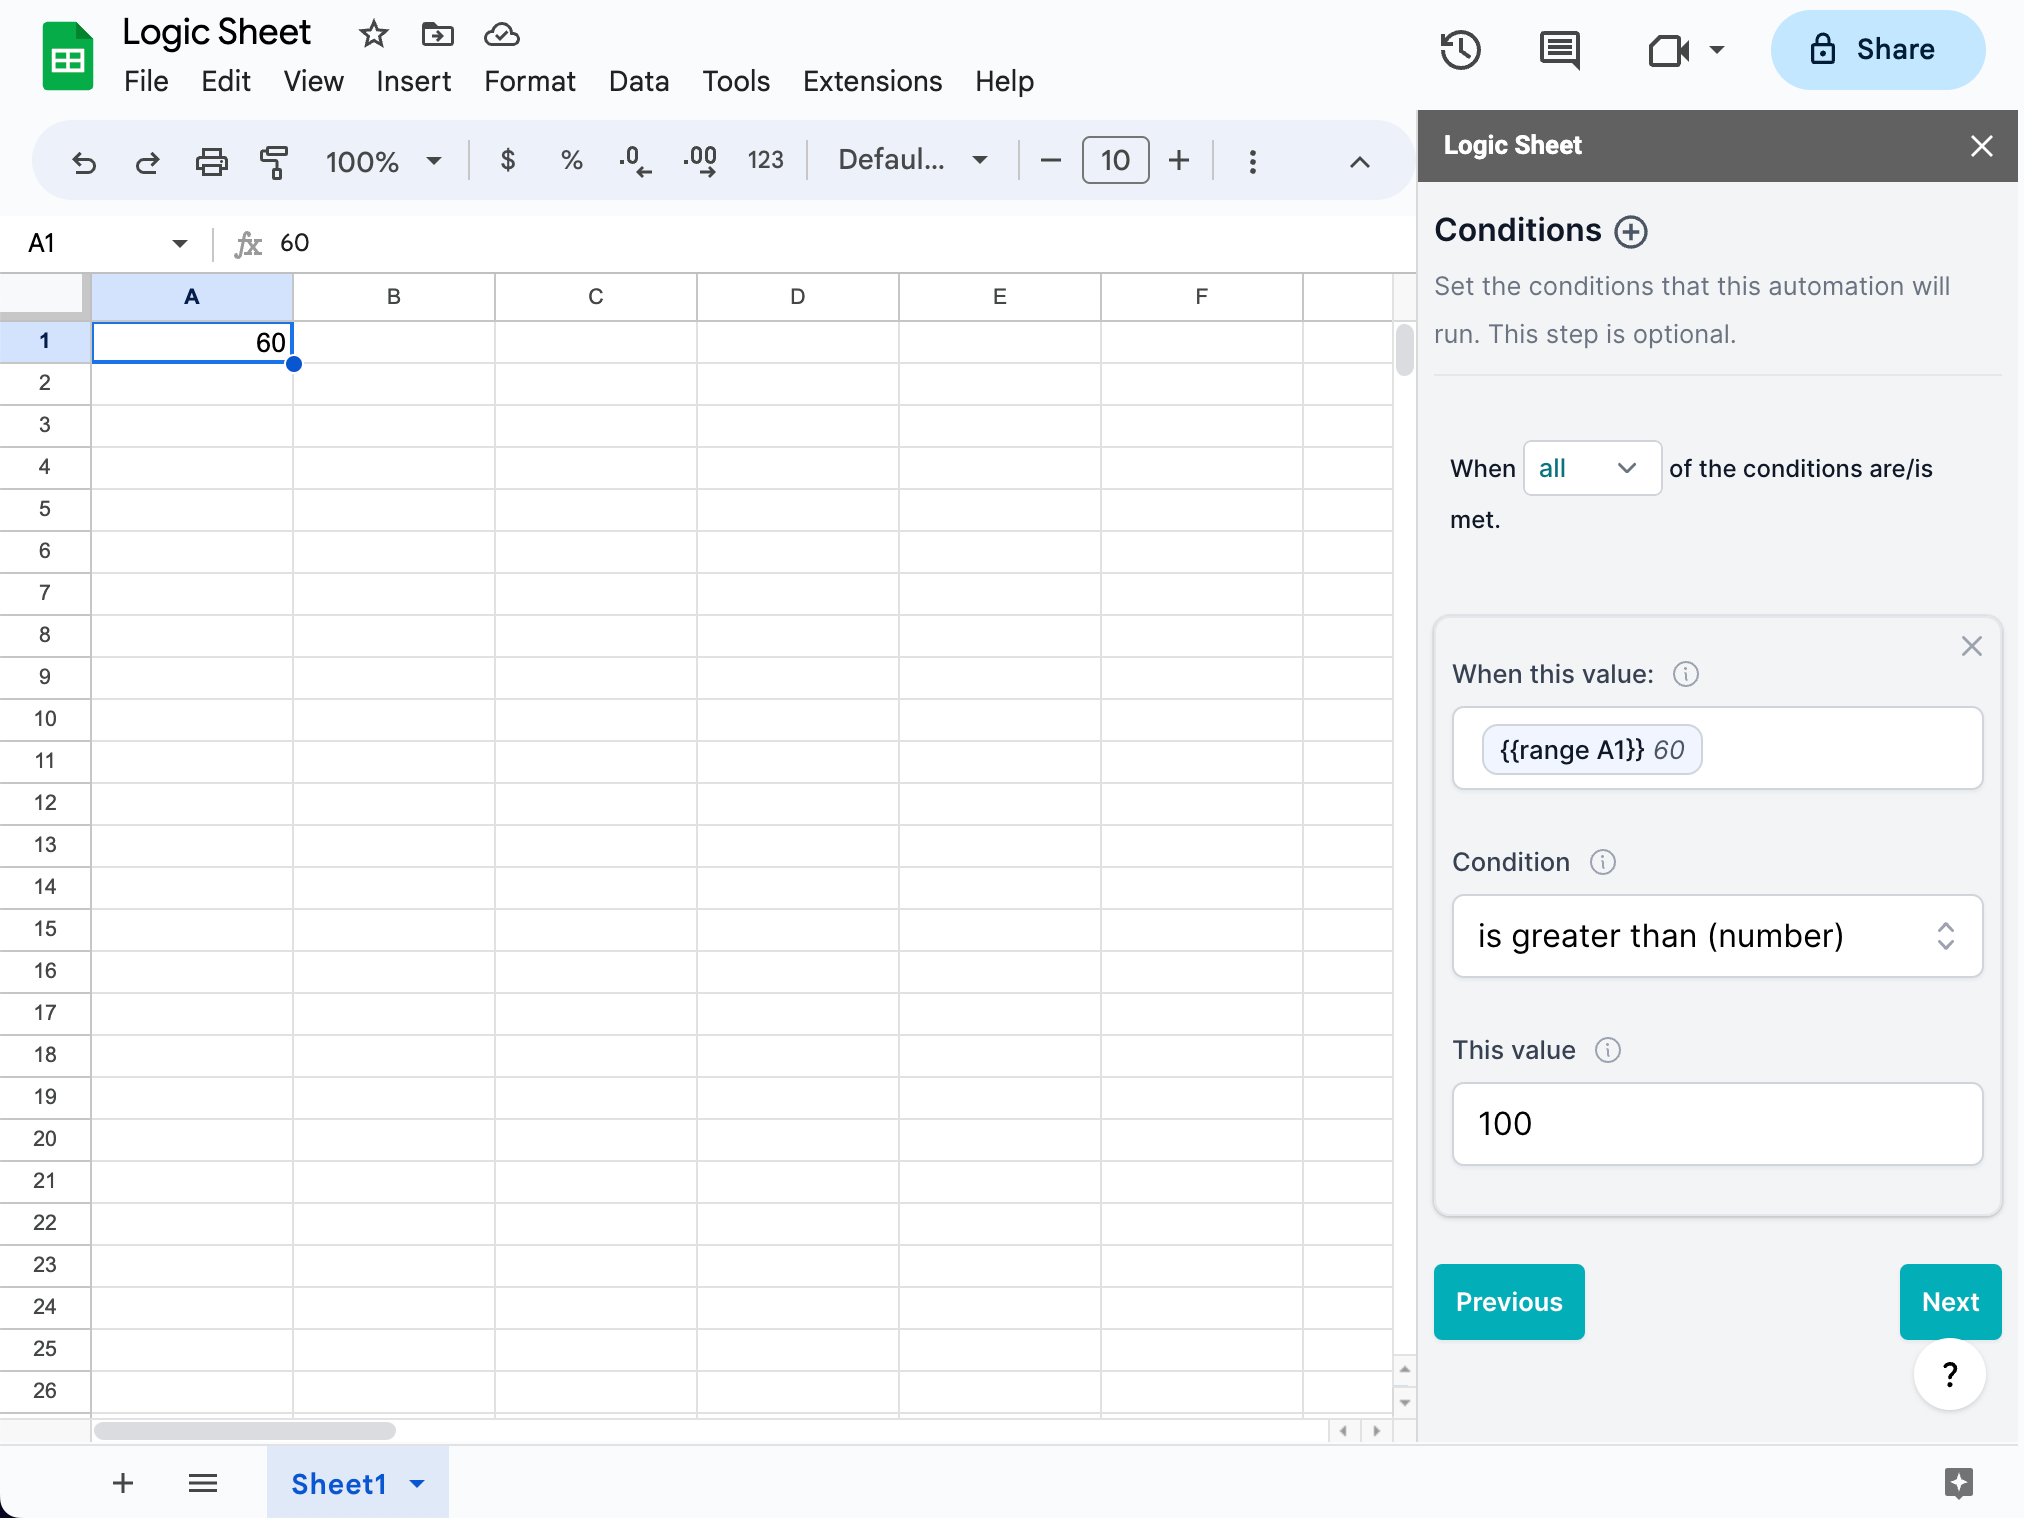 Logic Sheet
File Edit View Insert Format Data Tools Extensions Help
Share
100% $ % .0 .00 123 Defaul... 10
A1 fx 60
A B C D E F
1 60
2
3
4
5
6
7
8
9
10
11
12
13
14
15
16
17
18
19
20
21
22
23
24
25
26
Sheet1
Logic Sheet
Conditions
Set the conditions that this automation will
run. This step is optional.
When all of the conditions are/is
met.
When this value:
{{range A1}} 60
Condition
is greater than (number)
This value
100
Previous Next
?